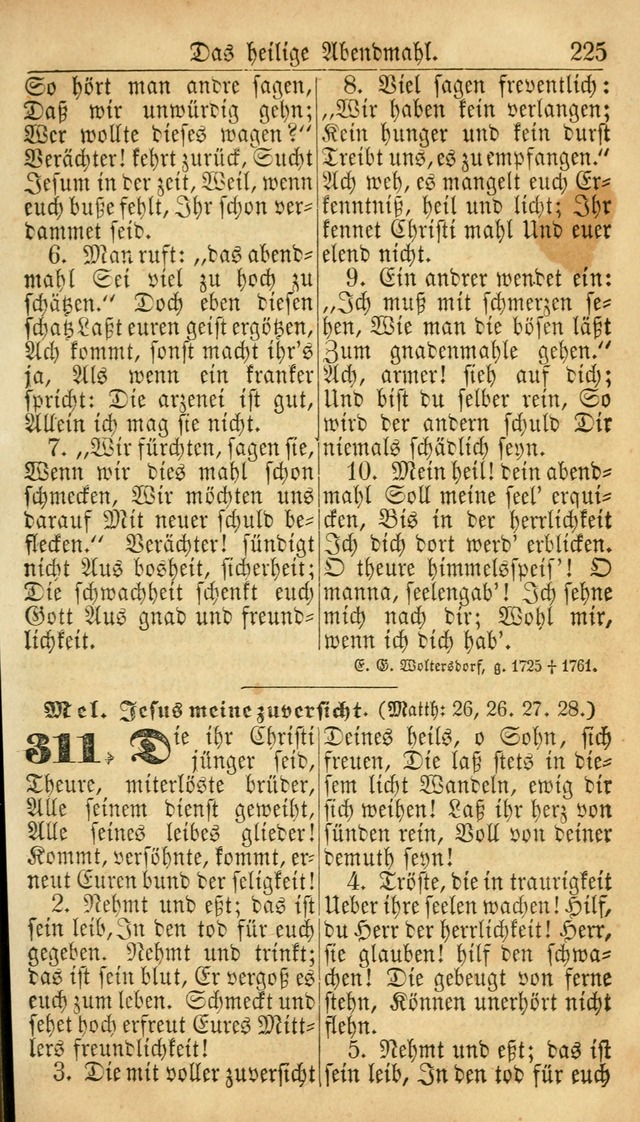 Das heilige Abendmahl. 225
So hört man andre sagen,
Daß wir unwürdig gehn;
Wer wollte dieses wagen?“
Verächter! kehrt zurück, Sucht
Jesum in der zeit, Weil, wenn
euch buße fehlt, Ihr schon ver-
dammet seid.
6. Man ruft: „das abend-
mahl Sei viel zu hoch zu
schätzen.“ Doch eben diesen
schatz Laßt euren geist ergötzen,
Ach kommt, sonst macht ihr's
ja, Als wenn ein kranker
spricht: Die arzenei ist gut,
Allein ich mag sie nicht.
7. „Wir fürchten, sagen sie,
Wenn wir dies mahl schon
schmecken, Wir möchten uns
darauf Mit neuer schuld be-
flecken.“ Verächter! sündigt
nicht Aus bosheit, sicherheit;
Die schwachheit schenkt euch
Gott Aus gnad und freund-
lichkeit.
8. Viel sagen freventlich:
„Wir haben kein verlangen;
Kein hunger und kein durst
Treibt uns, es zu empfangen.“
Ach weh, es mangelt euch Er-
kenntniß, heil und licht; Ihr
kennet Christi mahl Und euer
elend nicht.
9. Ein andrer wendet ein:
„Ich muß mit schmerzen se-
hen, Wie man die bösen läßt
Zum gnadenmahle gehen.“
Ach, armer! sieh auf dich;
Und bist du selber rein, So
wird der andern schuld Dir
niemals schädlich seyn.
10. Mein heil! dein abend-
mahl Soll meine seel' erqui-
cken, Bis in der herrlichkeit
Ich dich dort werd' erblicken.
O theure himmelsspeis'! O
manna, seelengab'! Ich sehne
mich nach dir; Wohl mir,
wenn ich dich hab'.
E. G. Woltersdorf, g. 1725 † 1761.
Mel. Jesus meine zuversicht. (Matth: 26, 26. 27. 28.)
311. Die ihr Christi
jünger seid,
Theure, miterlöste brüder,
Alle seinem dienst geweiht,
Alle seines leibes glieder!
Kommt, versöhnte, kommt, er-
neut Euren bund der seligkeit!
2. Nehmt und eßt; das ist
sein leib, In den tod für euch
gegeben. Nehmt und trinkt;
das ist sein blut, Er vergoß es
euch zum leben. Schmeckt und
sehet hoch erfreut Eures Mitt-
lers freundlichkeit!
3. Die mit voller zuversicht
Deines heils, o Sohn, sich
freuen, Die laß stets in die-
sem licht Wandeln, ewig dir
sich weihen! Laß ihr herz von
sünden rein, Voll von deiner
demuth seyn!
4. Tröste, die in traurigkeit
Ueber ihre seelen wachen! Hilf,
du Herr der herrlichkeit! Herr,
sie glauben! hilf den schwa-
chen! Die gebeugt von ferne
stehn, Können unerhört nicht
flehn.
5. Nehmt und eßt; das ist
sein leib, In den tod für euch